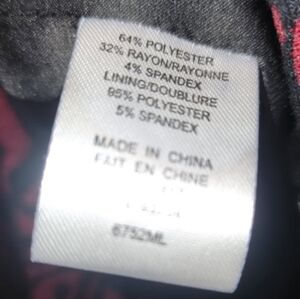 64% POLYESTER
32% RAYON/RAYONNE
4% SPANDEX
LINING/DOUBLURE
95% POLYESTER
5% SPANDEX
MADE IN CHINA
FAIT EN CHINE
6752ML